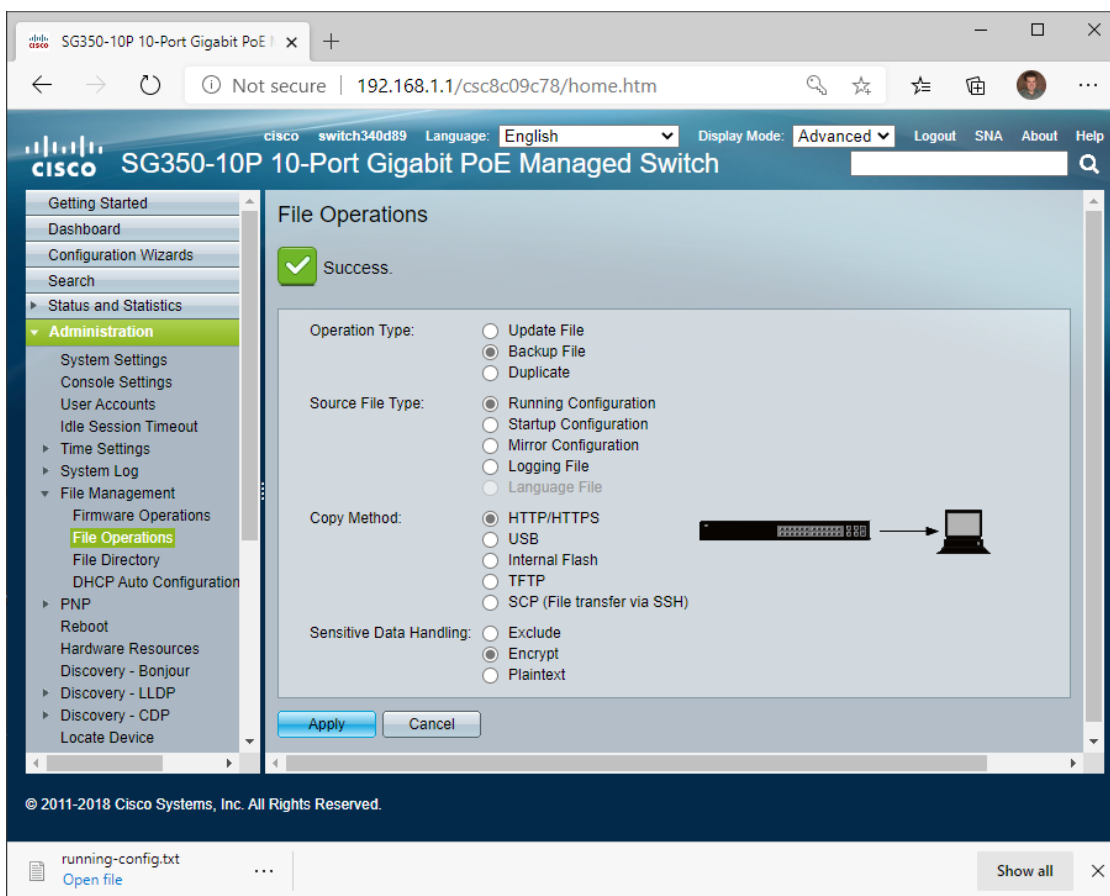 SG350-10P 10-Port Gigabit PoE M
Not secure | 192.168.1.1/csc8c09c78/home.htm
cisco switch340d89 Language: English Display Mode: Advanced Logout SNA About Help
CISCO SG350-10P 10-Port Gigabit PoE Managed Switch
Getting Started
Dashboard
Configuration Wizards
Search
Status and Statistics
Administration
System Settings
Console Settings
User Accounts
Idle Session Timeout
Time Settings
System Log
File Management
Firmware Operations
File Operations
File Directory
DHCP Auto Configuration
PNP
Reboot
Hardware Resources
Discovery - Bonjour
Discovery - LLDP
Discovery - CDP
Locate Device
File Operations
Success.
Operation Type: Update File
Backup File
Duplicate
Source File Type: Running Configuration
Startup Configuration
Mirror Configuration
Logging File
Language File
Copy Method: HTTP/HTTPS
USB
Internal Flash
TFTP
SCP (File transfer via SSH)
Sensitive Data Handling: Exclude
Encrypt
Plaintext
Apply Cancel
© 2011-2018 Cisco Systems, Inc. All Rights Reserved.
running-config.txt
Open file
Show all